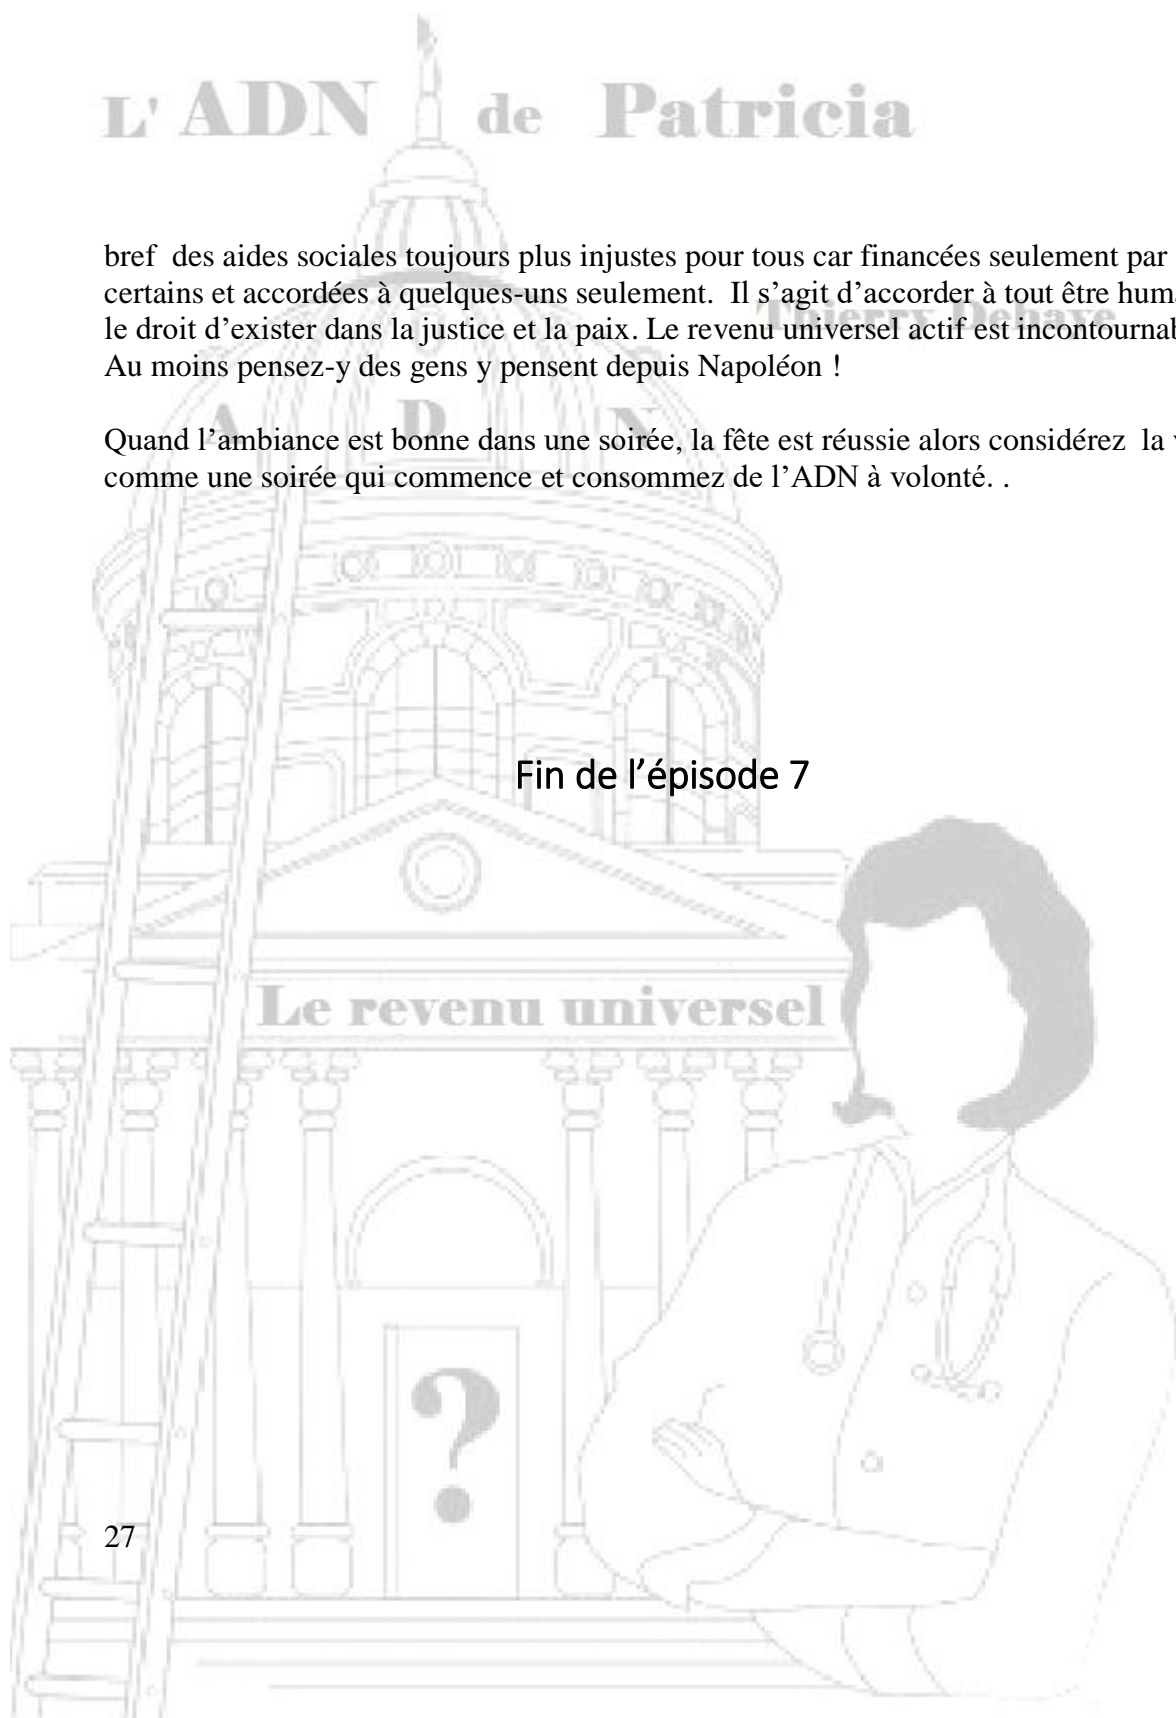 L' ADN de Patricia
bref des aides sociales toujours plus injustes pour tous car financées seulement par
certains et accordées à quelques-uns seulement. Il s’agit d’accorder à tout être
Thierry Dehaye
le droit d’exister dans la justice et la paix. Le revenu universel actif est
Au moins pensez-y des gens y pensent depuis Napoléon !
A D N
Quand l’ambiance est bonne dans une soirée, la fête est réussie alors considérez la
comme une soirée qui commence et consommez de l’ADN à volonté. .
Fin de l’épisode 7
Le revenu universel
?
27